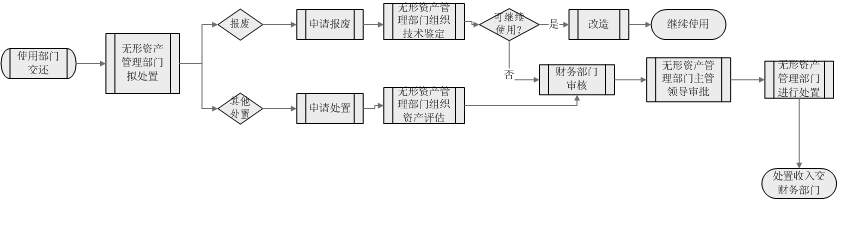 使用部门
交还
无形资产
管理部门
拟处置
报废
申请报废
无形资产管
理部门组织
技术鉴定
可继续
使用?
是
改造
继续使用
否
其他
处置
申请处置
无形资产管
理部门组织
资产评估
财务部门
审核
无形资产管
理部门主管
领导审批
无形资产
管理部门
进行处置
处置收入交
财务部门